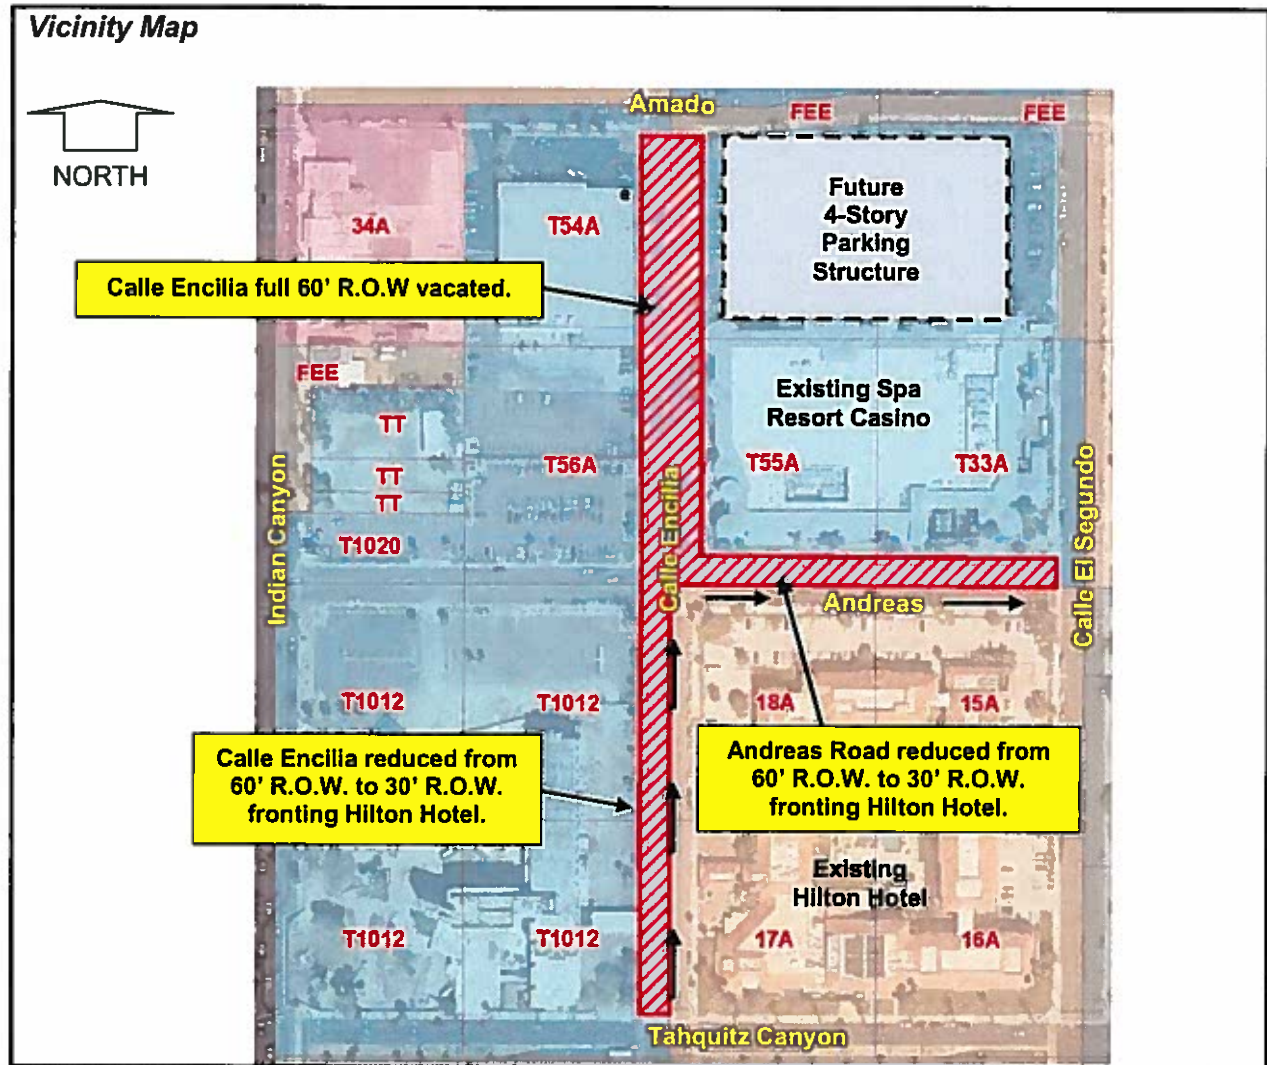 Vicinity Map
NORTH
Amado
FEE
FEE
Future
4-Story
Parking
Structure
34A
T54A
Calle Encilia full 60' R.O.W vacated.
FEE
Existing Spa
Resort Casino
TT
TT
TT
T56A
T55A
T33A
T1020
Indian Canyon
Calle Encilia
Calle El Segundo
Andreas
T1012
T1012
18A
15A
Calle Encilia reduced from
60' R.O.W. to 30' R.O.W.
fronting Hilton Hotel.
Andreas Road reduced from
60' R.O.W. to 30' R.O.W.
fronting Hilton Hotel.
Existing
Hilton Hotel
T1012
T1012
17A
16A
Tahquitz Canyon